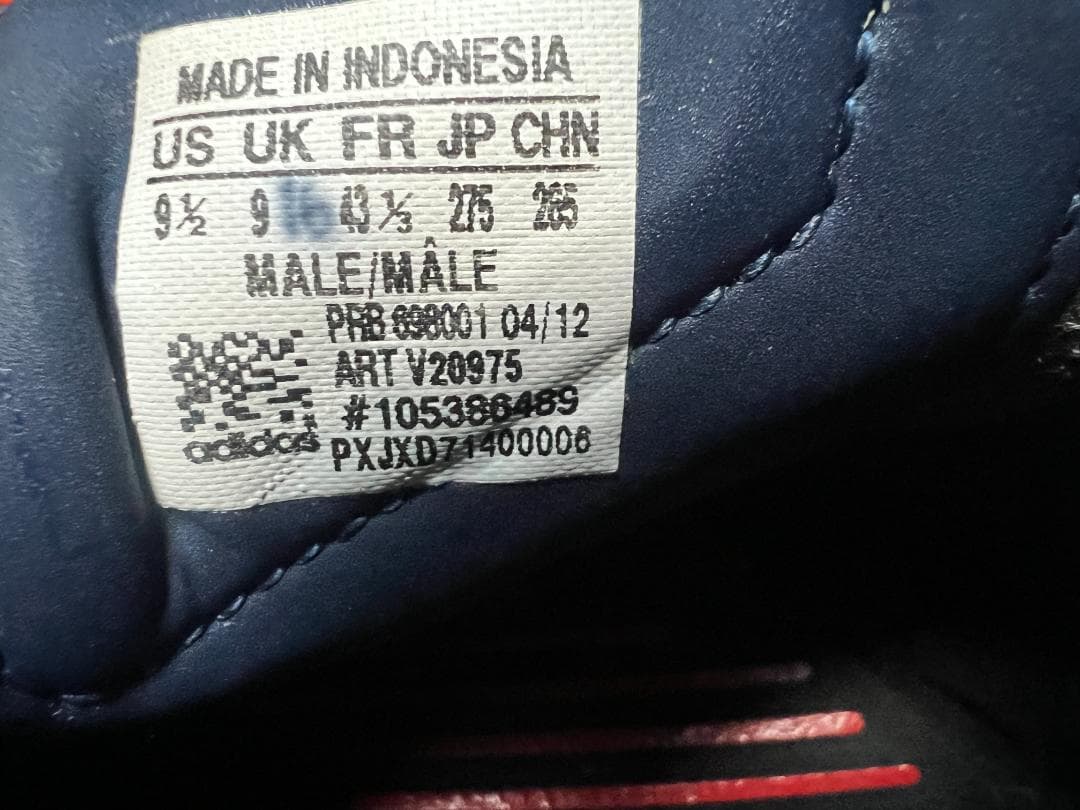 MADE IN INDONESIA
US UK FR JP CHN
9½ 9 43⅓ 275 265
MALE/MÂLE
PRB 698001 04/12
ART V20975
#105386489
adidas PXJXD71400006